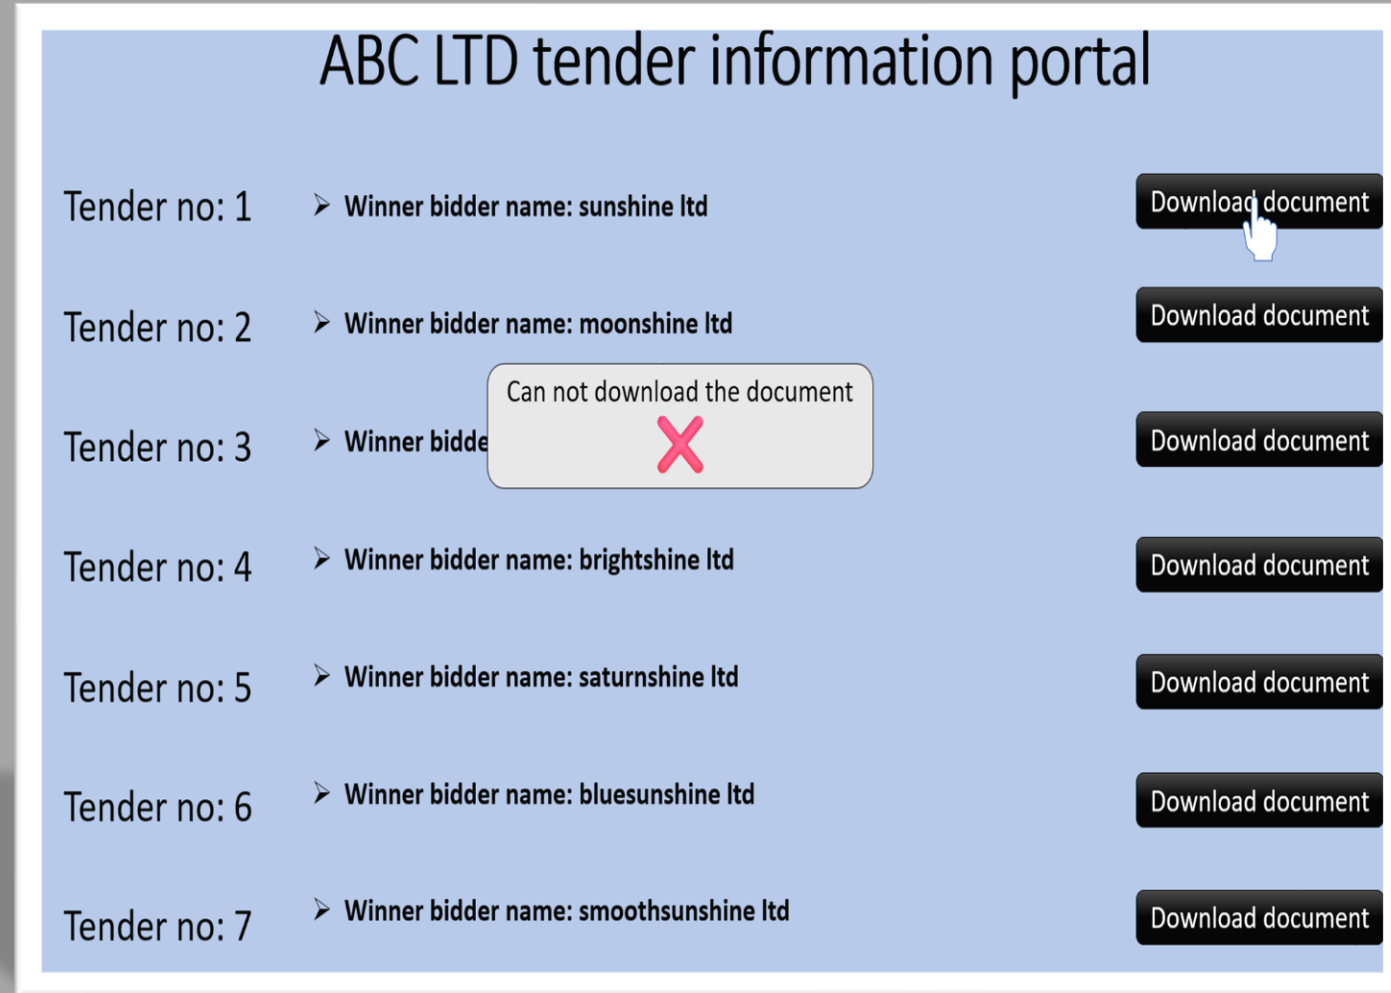 ABC LTD tender information portal
Tender no: 1 ➢ Winner bidder name: sunshine ltd Download document
Tender no: 2 ➢ Winner bidder name: moonshine ltd Download document
Can not download the document
Tender no: 3 ➢ Winner Download document
Tender no: 4 ➢ Winner bidder name: brightshine ltd Download document
Tender no: 5 ➢ Winner bidder name: saturnshine ltd Download document
Tender no: 6 ➢ Winner bidder name: bluesunshine ltd Download document
Tender no: 7 ➢ Winner bidder name: smoothsunshine ltd Download document